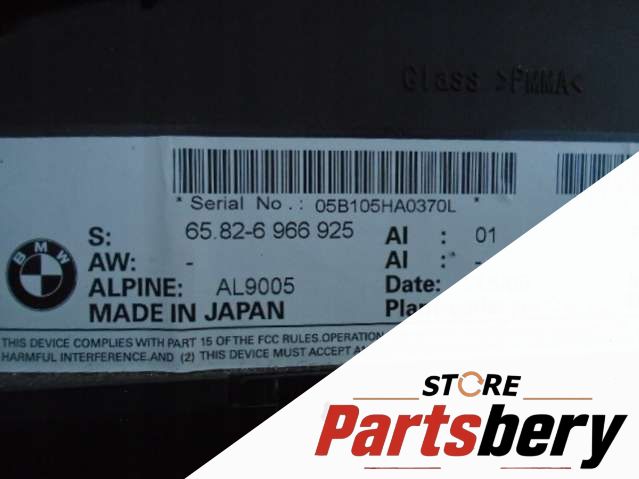 Glass >PMMA<
* Serial No. : 05B105HA0370L *
BMW
S: 65.82-6 966 925 AI : 01
AW: - AI : -
ALPINE: AL9005 Date:
MADE IN JAPAN
THIS DEVICE COMPLIES WITH PART 15 OF THE FCC RULES. OPERATION
HARMFUL INTERFERENCE, AND (2) THIS DEVICE MUST ACCEPT
STORE
Partsbery